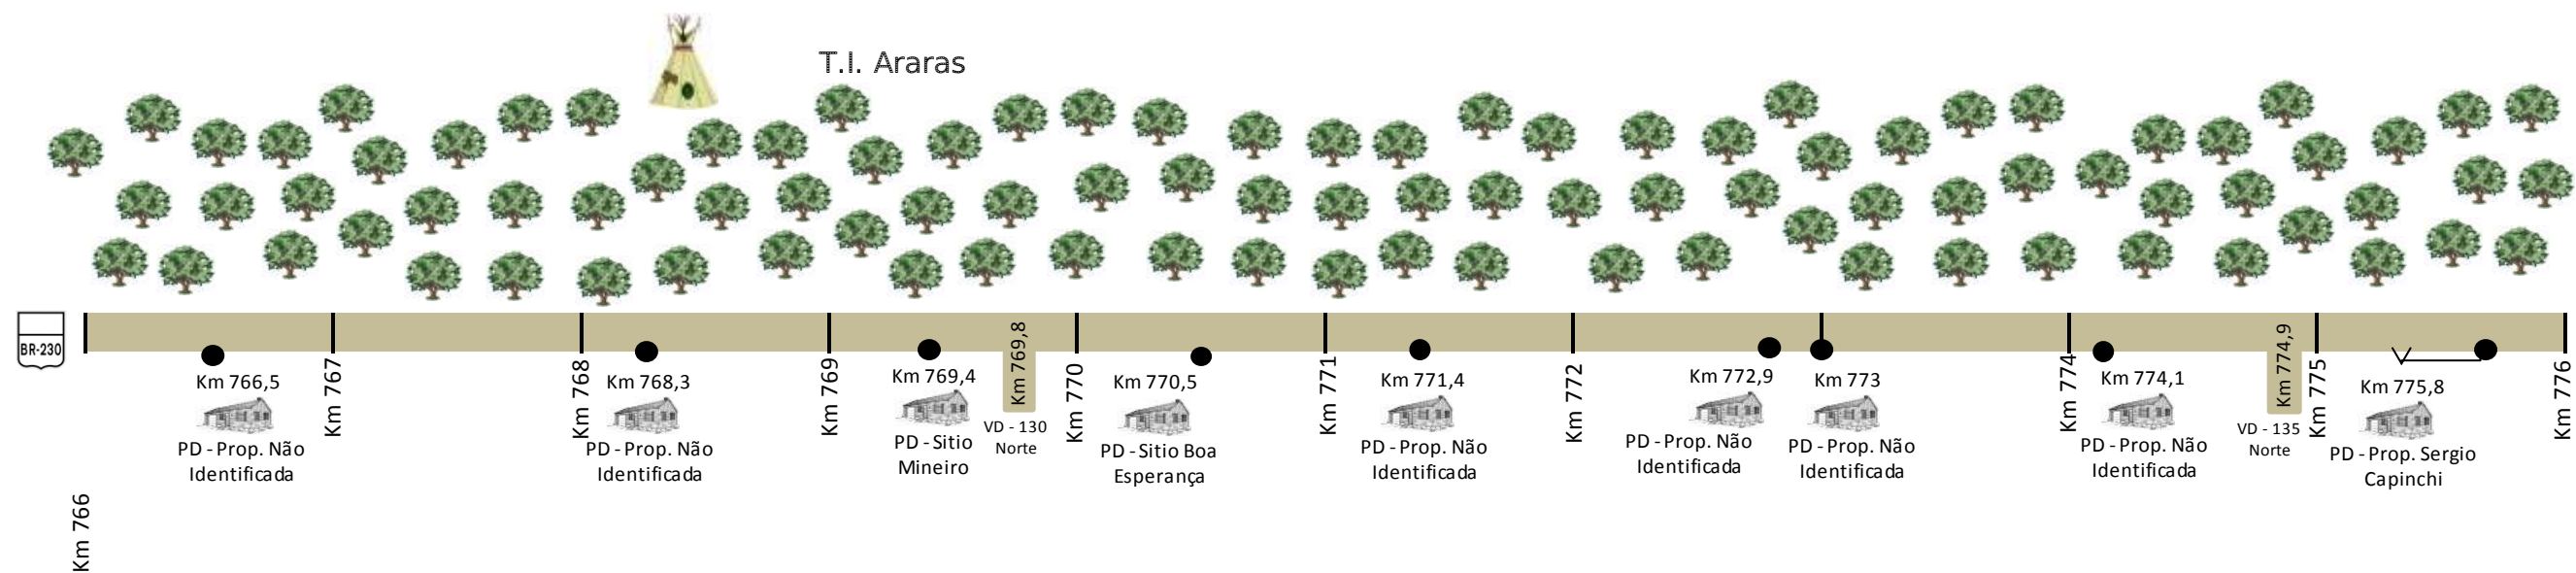 T.I. Araras
BR-230
Km 766
Km 766,5
PD - Prop. Não
Identificada
Km 767
Km 768
Km 768,3
PD - Prop. Não
Identificada
Km 769
Km 769,4
PD - Sitio
Mineiro
Km 769,8
VD - 130
Norte
Km 770
Km 770,5
PD - Sitio Boa
Esperança
Km 771
Km 771,4
PD - Prop. Não
Identificada
Km 772
Km 772,9
PD - Prop. Não
Identificada
Km 773
PD - Prop. Não
Identificada
Km 774
Km 774,1
PD - Prop. Não
Identificada
Km 774,9
VD - 135
Norte
Km 775
Km 775,8
PD - Prop. Sergio
Capinchi
Km 776